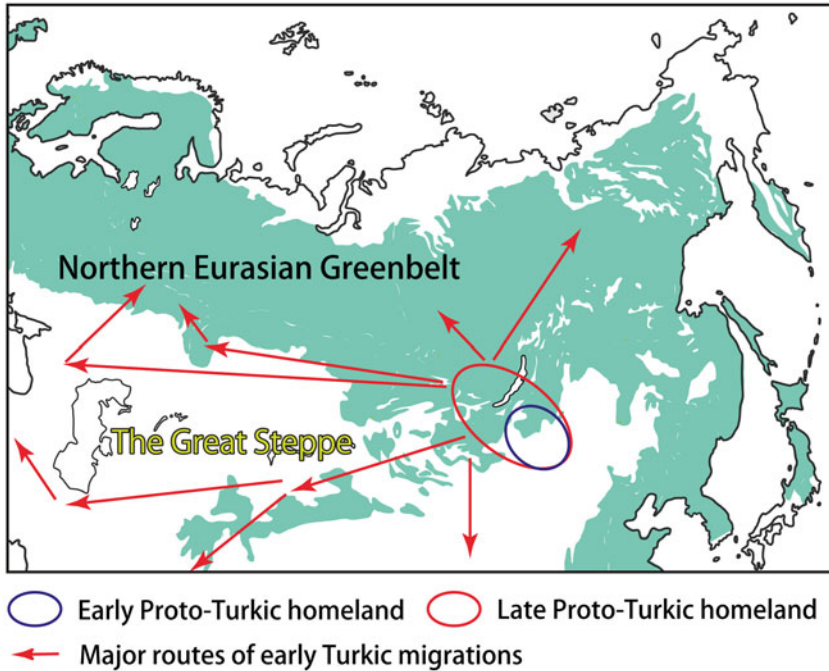 Northern Eurasian Greenbelt
The Great Steppe
Early Proto-Turkic homeland
Late Proto-Turkic homeland
Major routes of early Turkic migrations